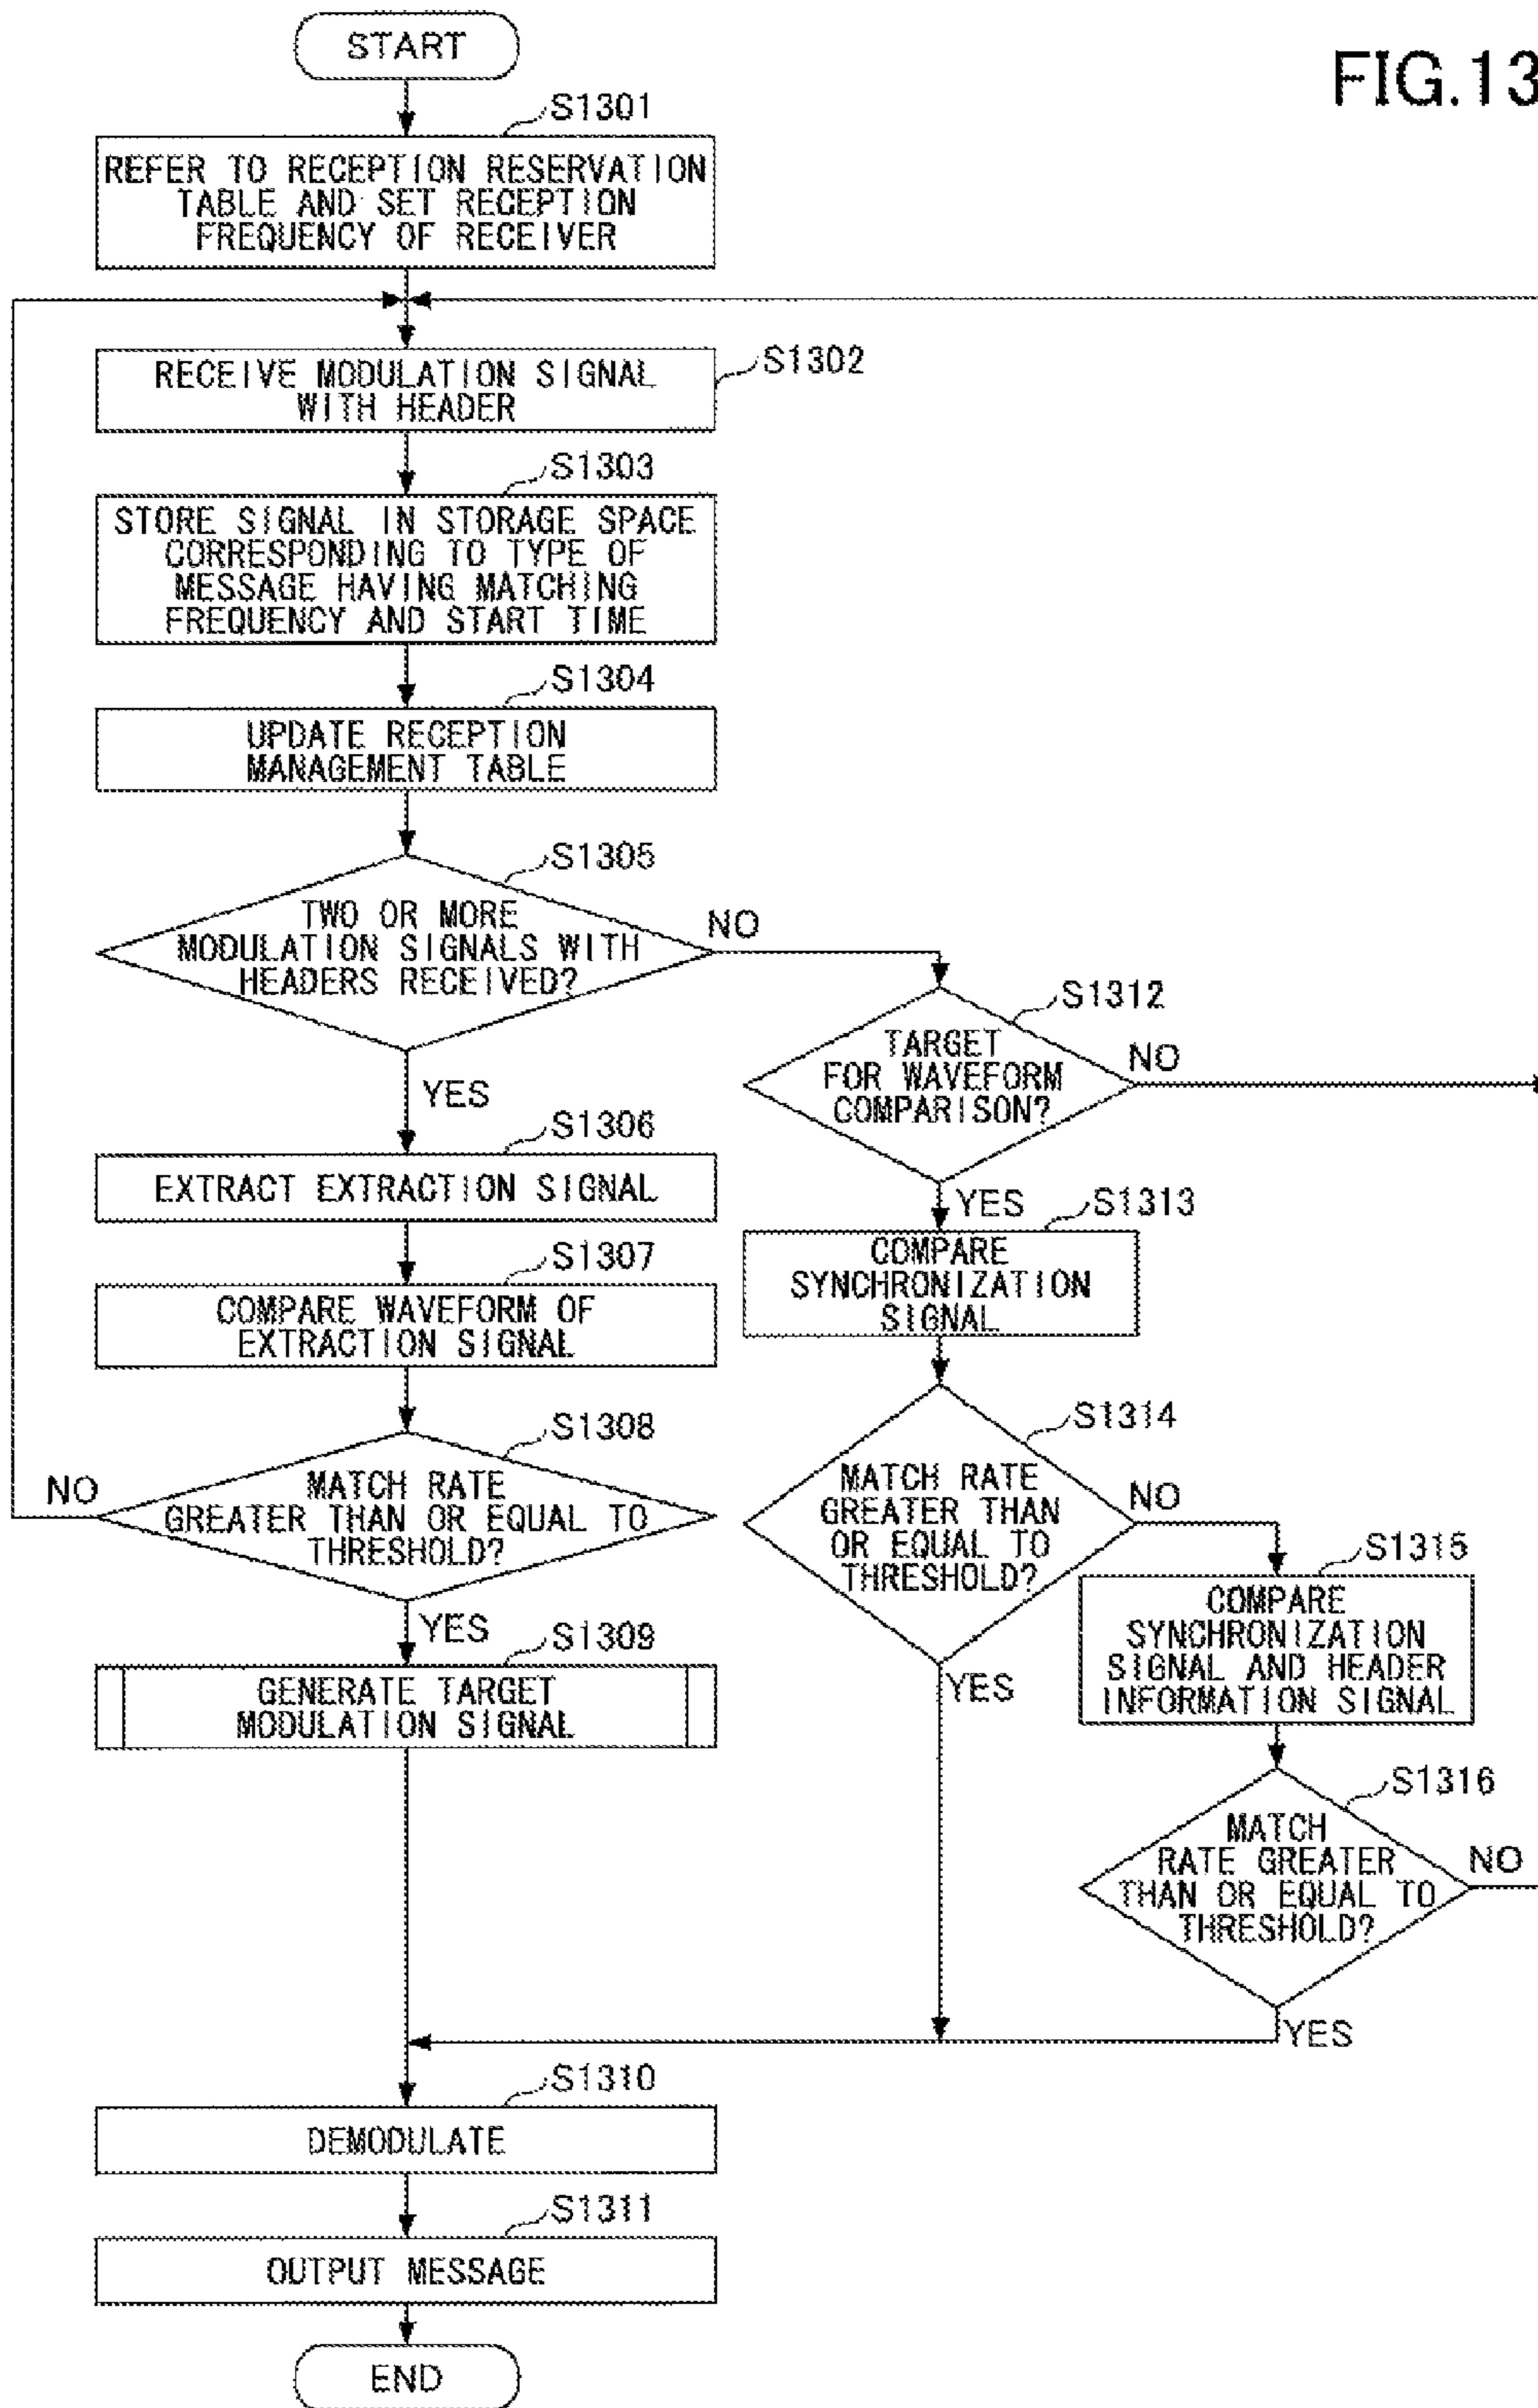 FIG.13
START
S1301
REFER TO RECEPTION RESERVATION
TABLE AND SET RECEPTION
FREQUENCY OF RECEIVER
S1302
RECEIVE MODULATION SIGNAL
WITH HEADER
S1303
STORE SIGNAL IN STORAGE SPACE
CORRESPONDING TO TYPE OF
MESSAGE HAVING MATCHING
FREQUENCY AND START TIME
S1304
UPDATE RECEPTION
MANAGEMENT TABLE
S1305
TWO OR MORE
MODULATION SIGNALS WITH
HEADERS RECEIVED?
NO
YES
S1312
TARGET
FOR WAVEFORM
COMPARISON?
NO
YES
S1306
EXTRACT EXTRACTION SIGNAL
S1313
COMPARE
SYNCHRONIZATION
SIGNAL
S1307
COMPARE WAVEFORM OF
EXTRACTION SIGNAL
S1308
MATCH RATE
GREATER THAN OR EQUAL TO
THRESHOLD?
NO
YES
S1314
MATCH RATE
GREATER THAN
OR EQUAL TO
THRESHOLD?
NO
YES
S1315
COMPARE
SYNCHRONIZATION
SIGNAL AND HEADER
INFORMATION SIGNAL
S1309
GENERATE TARGET
MODULATION SIGNAL
S1316
MATCH
RATE GREATER
THAN OR EQUAL TO
THRESHOLD?
NO
YES
S1310
DEMODULATE
S1311
OUTPUT MESSAGE
END